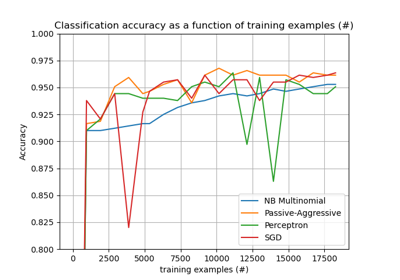 Classification accuracy as a function of training examples (#)
1.000
0.975
0.950
0.925
0.900
0.875
0.850
0.825
0.800
Accuracy
NB Multinomial
Passive-Aggressive
Perceptron
SGD
0 2500 5000 7500 10000 12500 15000 17500
training examples (#)